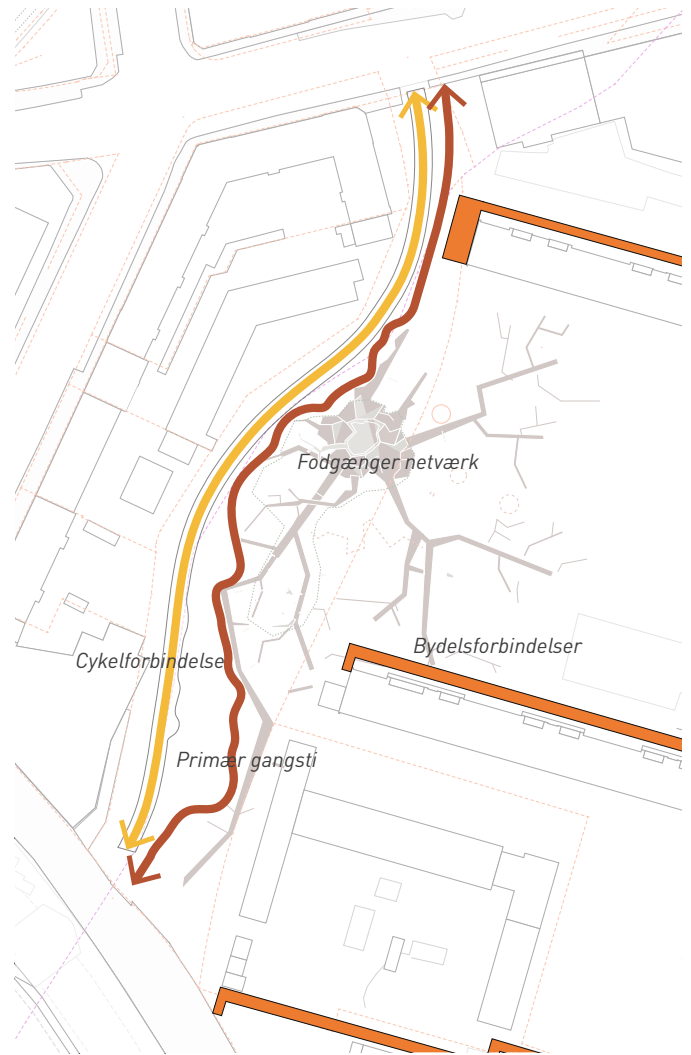 Fodgænger netværk
Bydelsforbindelser
Cykelforbindelse
Primær gangsti